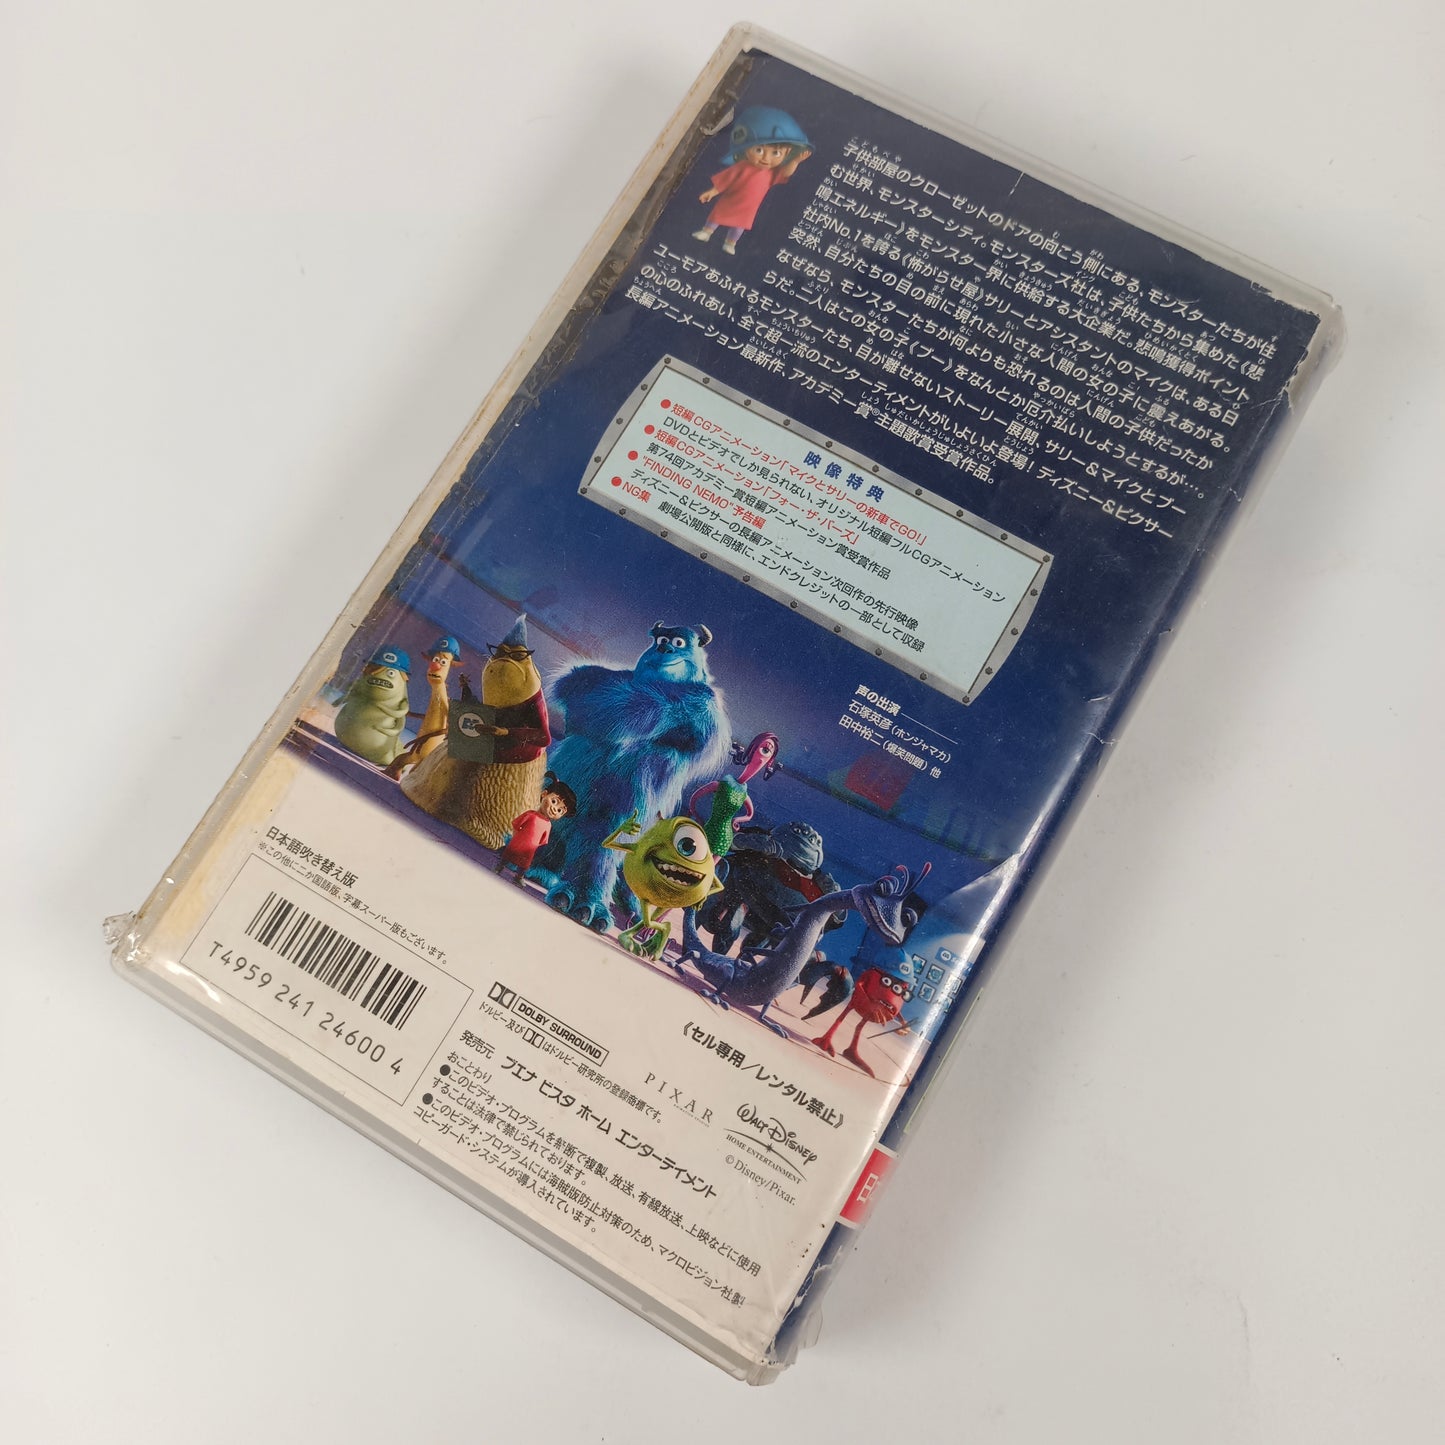 子供部屋のクローゼットのドアの向こう側にある、モンスターたちが住
む世界、モンスターシティ。モンスターズ社は、子供たちから集めた《悲
鳴エネルギー》をモンスター界に供給する大企業だ。悲鳴獲得ポイント
社内No.1を誇る《怖がらせ屋》サリーとアシスタントのマイクは、ある日
突然、自分たちの目の前に現れた小さな人間の女の子に震えあがる。
なぜなら、モンスターたちが何よりも恐れるのは人間の子供だったか
らだ。二人はこの女の子《ブー》をなんとか厄介払いしようとするが…。
ユーモアあふれるモンスターたち、目が離せないストーリー展開、サリー&マイクとブー
の心のふれあい、全て超一流のエンターテイメントがいよいよ登場! ディズニー&ピクサー
長編アニメーション最新作、アカデミー賞®主題歌賞受賞作品。
映像特典
●短編CGアニメーション「マイクとサリーの新車でGO!」
DVDとビデオでしか見られない、オリジナル短編フルCGアニメーション
●短編CGアニメーション「フォー・ザ・バーズ」
第74回アカデミー賞短編アニメーション賞受賞作品
●"FINDING NEMO"予告編
ディズニー&ピクサーの長編アニメーション次回作の先行映像
●NG集
劇場公開版と同様に、エンドクレジットの一部として収録
声の出演
石塚英彦(ホンジャマカ)
田中裕二(爆笑問題) 他
日本語吹き替え版
※この他に二か国語版、字幕スーパー版もございます。
T4959 241 24600 4
DOLBY SURROUND
ドルビー及びはドルビー研究所の登録商標です。
PIXAR
《セル専用/レンタル禁止》
WALT DISNEY
HOME ENTERTAINMENT
©Disney/Pixar.
発売元 ブエナ ビスタ ホーム エンターテイメント
おことわり
●このビデオ・プログラムを無断で複製、放送、有線放送、上映などに使用
することは法律で禁じられております。
●このビデオ・プログラムには海賊版防止対策のため、マクロビジョン社製
コピーガード・システムが導入されています。